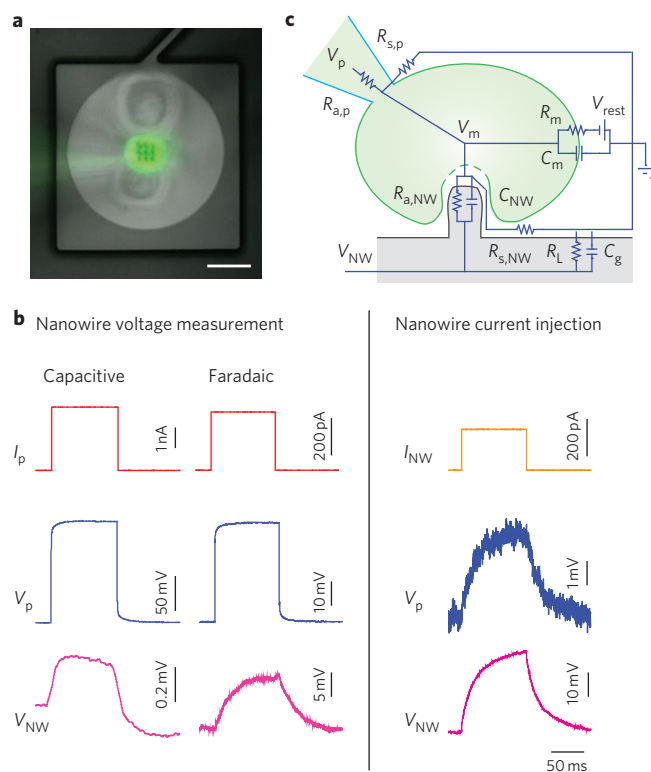 a
c
V_p
R_s,p
R_a,p
V_m
R_m
V_rest
C_m
R_a,NW
C_NW
V_NW
R_s,NW
R_L
C_g
b
Nanowire voltage measurement
Nanowire current injection
Capacitive
Faradaic
I_p
1 nA
200 pA
I_NW
200 pA
V_p
50 mV
10 mV
V_p
1 mV
V_NW
0.2 mV
5 mV
V_NW
10 mV
50 ms